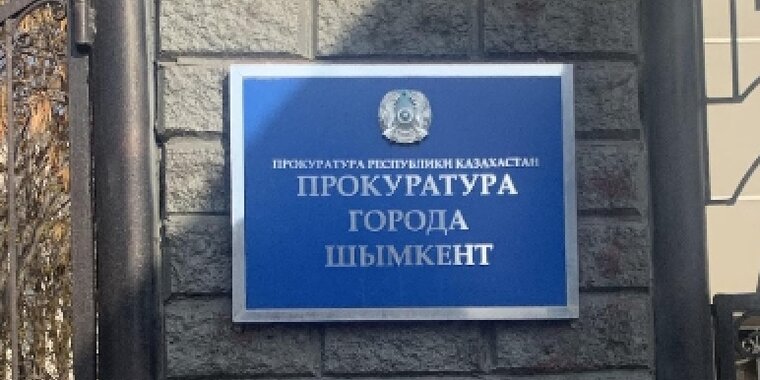 ПРОКУРАТУРА РЕСПУБЛИКИ КАЗАХСТАН
ПРОКУРАТУРА
ГОРОДА
ШЫМКЕНТ